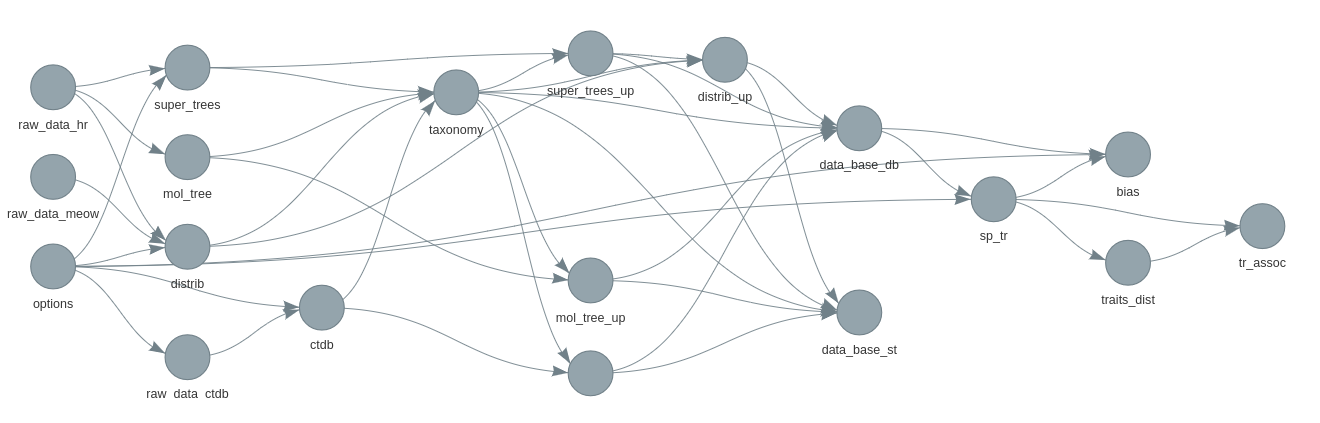 raw_data_hr
raw_data_meow
options
super_trees
mol_tree
distrib
raw_data_ctdb
ctdb
taxonomy
super_trees_up
mol_tree_up
distrib_up
data_base_db
data_base_st
sp_tr
bias
traits_dist
tr_assoc